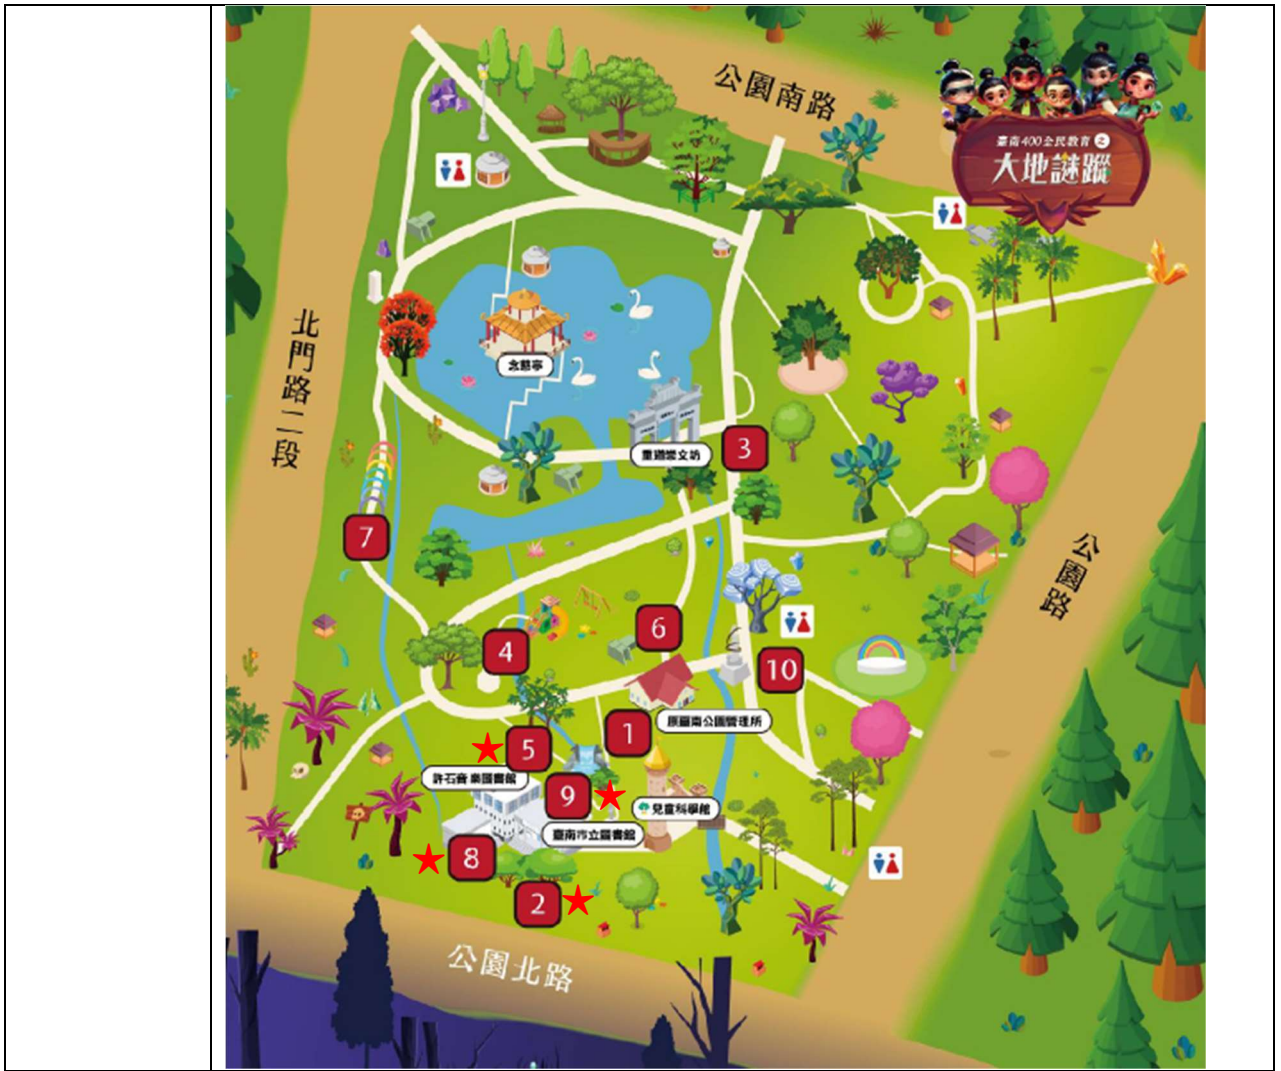 公園南路
臺南400全民教育之
大地謎蹤
北門路二段
念慈亭
重道崇文坊
3
7
公園路
6
4
10
原臺南公園管理所
1
5
許石音樂圖書館
9
兒童科學館
臺南市立圖書館
8
2
公園北路